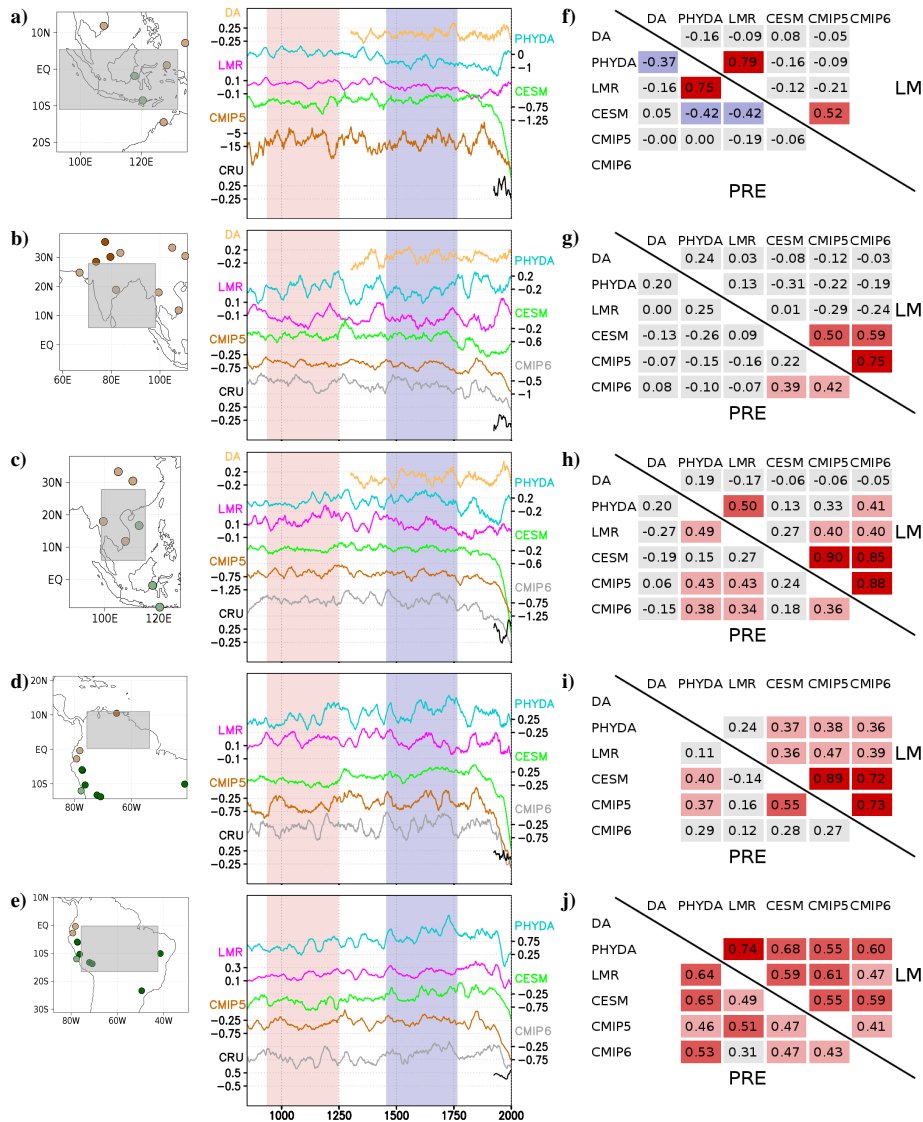 a)
10N
EQ
10S
20S
100E 120E
DA 0.25 −0.25
PHYDA 0 −1
LMR 0.1 −0.1
CESM −0.75 −1.25
CMIP5 −5 −15
CRU 0.25 −0.25
f)
DA PHYDA LMR CESM CMIP5 CMIP6
DA -0.16 -0.09 0.08 -0.05
PHYDA -0.37 0.79 -0.16 -0.09
LMR -0.16 0.75 -0.12 -0.21 LM
CESM 0.05 -0.42 -0.42 0.52
CMIP5 -0.00 0.00 -0.19 -0.06
CMIP6
PRE
b)
30N
20N
10N
EQ
60E 80E 100E
DA 0.2 −0.2
PHYDA 0.2 −0.2
LMR 0.1 −0.1
CESM −0.2 −0.6
CMIP5 −0.25 −0.75
CMIP6 −0.5 −1
CRU 0.25 −0.25
g)
DA PHYDA LMR CESM CMIP5 CMIP6
DA 0.24 0.03 -0.08 -0.12 -0.03
PHYDA 0.20 0.13 -0.31 -0.22 -0.19
LMR 0.00 0.25 0.01 -0.29 -0.24 LM
CESM -0.13 -0.26 0.09 0.50 0.59
CMIP5 -0.07 -0.15 -0.16 0.22 0.75
CMIP6 0.08 -0.10 -0.07 0.39 0.42
PRE
c)
30N
20N
10N
EQ
100E 120E
DA 0.2 −0.2
PHYDA 0.2 −0.2
LMR 0.1 −0.1
CESM −0.2 −0.6
CMIP5 −0.75 −1.25
CMIP6 −0.75 −1.25
CRU 0.25 −0.25
h)
DA PHYDA LMR CESM CMIP5 CMIP6
DA 0.19 -0.17 -0.06 -0.06 -0.05
PHYDA 0.20 0.50 0.13 0.33 0.41
LMR -0.27 0.49 0.27 0.40 0.40 LM
CESM -0.19 0.15 0.27 0.90 0.85
CMIP5 0.06 0.43 0.43 0.24 0.88
CMIP6 -0.15 0.38 0.34 0.18 0.36
PRE
d)
20N
10N
EQ
10S
80W 60W
PHYDA 0.25 −0.25
LMR 0.1 −0.1
CESM 0.25 −0.25
CMIP5 −0.25 −0.75
CMIP6 −0.25 −0.75
CRU 0.25 −0.25
i)
DA PHYDA LMR CESM CMIP5 CMIP6
DA
PHYDA 0.24 0.37 0.38 0.36
LMR 0.11 0.36 0.47 0.39 LM
CESM 0.40 -0.14 0.89 0.72
CMIP5 0.37 0.16 0.55 0.73
CMIP6 0.29 0.12 0.28 0.27
PRE
e)
10N
EQ
10S
20S
30S
80W 60W 40W
PHYDA 0.75 0.25
LMR 0.3 0.1
CESM −0.25 −0.75
CMIP5 −0.25 −0.75
CMIP6 −0.25 −0.75
CRU 0.5 −0.5
1000 1250 1500 1750 2000
j)
DA PHYDA LMR CESM CMIP5 CMIP6
DA
PHYDA 0.74 0.68 0.55 0.60
LMR 0.64 0.59 0.61 0.47 LM
CESM 0.65 0.49 0.55 0.59
CMIP5 0.46 0.51 0.47 0.41
CMIP6 0.53 0.31 0.47 0.43
PRE